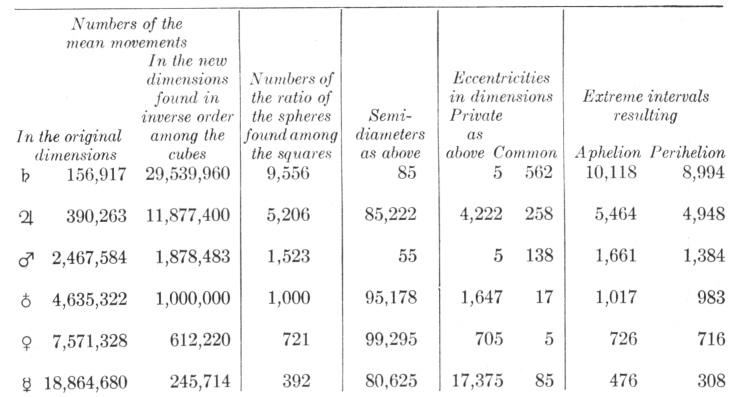 Numbers of the
mean movements
In the new
dimensions Numbers of Eccentricities
found in the ratio of in dimensions Extreme intervals
inverse order the spheres Semi- Private resulting
In the original among the found among diameters as
dimensions cubes the squares as above above Common Aphelion Perihelion
♄ 156,917 29,539,960 9,556 85 5 562 10,118 8,994
♃ 390,263 11,877,400 5,206 85,222 4,222 258 5,464 4,948
♂ 2,467,584 1,878,483 1,523 55 5 138 1,661 1,384
♁ 4,635,322 1,000,000 1,000 95,178 1,647 17 1,017 983
♀ 7,571,328 612,220 721 99,295 705 5 726 716
☿ 18,864,680 245,714 392 80,625 17,375 85 476 308